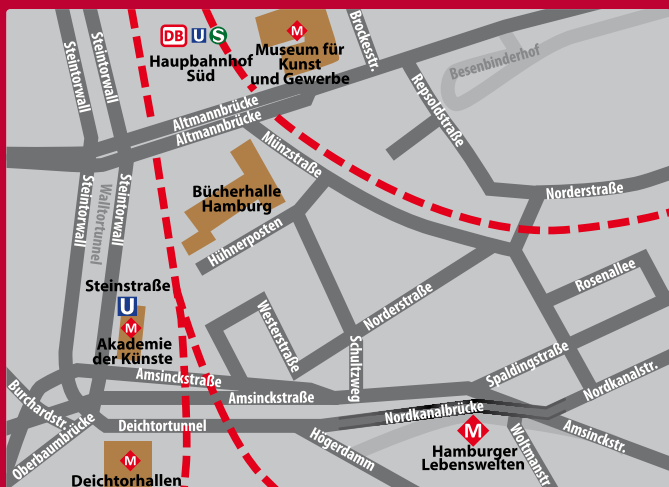 DB U S
Haupbahnhof
Süd
M
Museum für
Kunst
und Gewerbe
Brockesstr.
Besenbinderhof
Steintorwall
Steintorwall
Altmannbrücke
Altmannbrücke
Repsoldstraße
Münzstraße
Norderstraße
Bücherhalle
Hamburg
Steintorwall
Walltortunnel
Steintorwall
Hühnerposten
Rosenallee
Steinstraße
U
M
Akademie
der Künste
Westerstraße
Norderstraße
Schultzweg
Spaldingstraße
Nordkanalstr.
Amsinckstraße
Amsinckstraße
Burchardstr.
Oberbaumbrücke
Deichtortunnel
Nordkanalbrücke
Högerdamm
M
Hamburger
Lebenswelten
Woltmanstr.
Amsinckstr.
M
Deichtorhallen